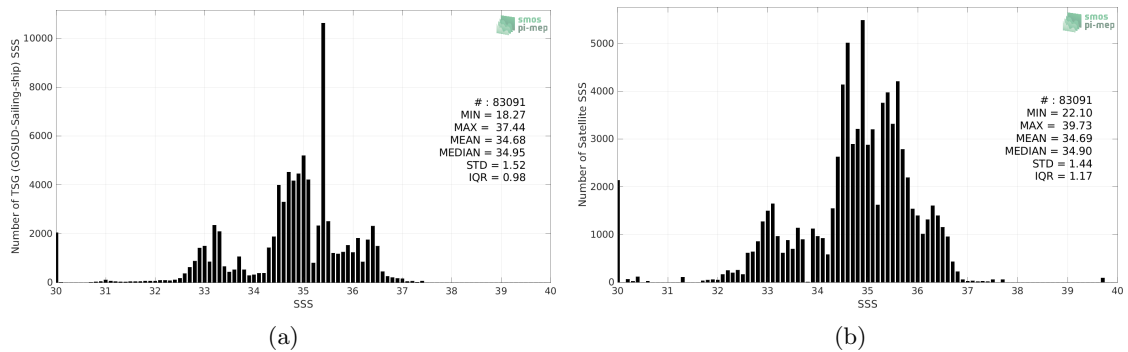 smos
pi-mep
Number of TSG (GOSUD-Sailing-ship) SSS
10000
8000
6000
4000
2000
0
# : 83091
MIN = 18.27
MAX = 37.44
MEAN = 34.68
MEDIAN = 34.95
STD = 1.52
IQR = 0.98
30 31 32 33 34 35 36 37 38 39 40
SSS
(a)
smos
pi-mep
Number of Satellite SSS
5000
4000
3000
2000
1000
0
# : 83091
MIN = 22.10
MAX = 39.73
MEAN = 34.69
MEDIAN = 34.90
STD = 1.44
IQR = 1.17
30 31 32 33 34 35 36 37 38 39 40
SSS
(b)